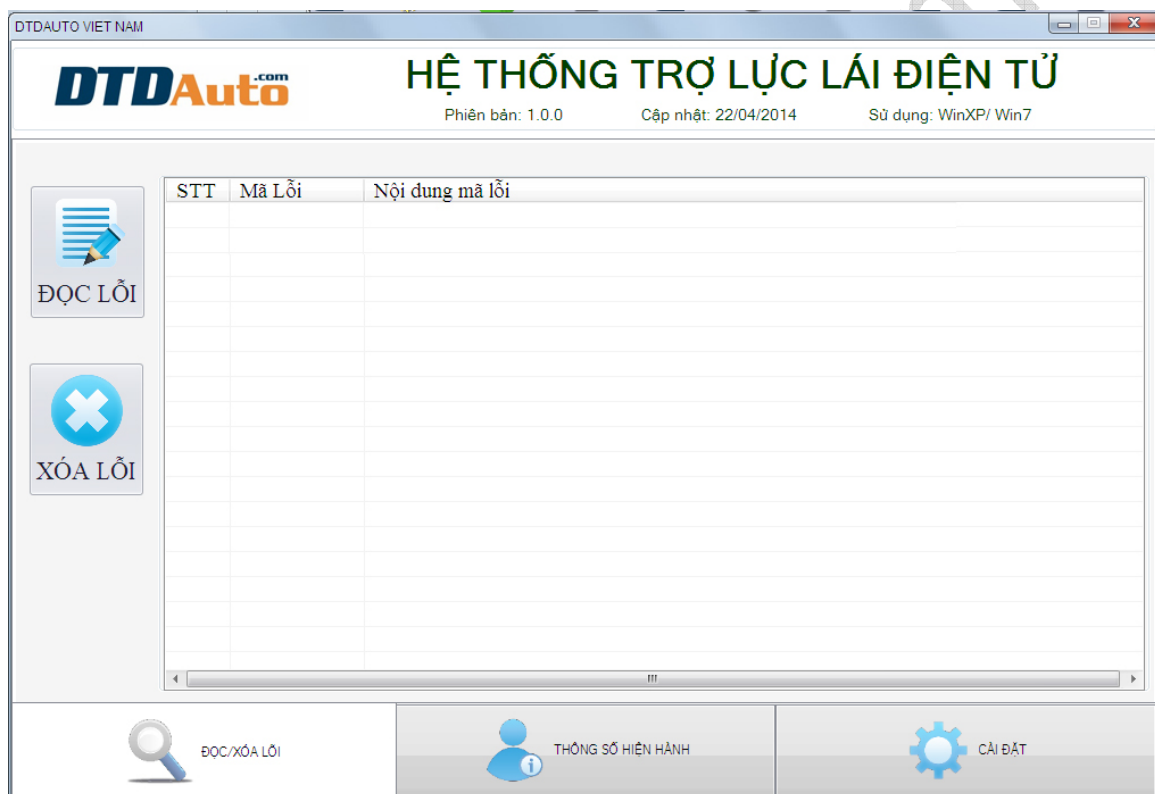 DTDAUTO VIET NAM
DTDAuto.com
HỆ THỐNG TRỢ LỰC LÁI ĐIỆN TỬ
Phiên bản: 1.0.0 Cập nhật: 22/04/2014 Sử dụng: WinXP/ Win7
STT Mã Lỗi Nội dung mã lỗi
ĐỌC LỖI
XÓA LỖI
ĐỌC/XÓA LỖI THÔNG SỐ HIỆN HÀNH CÀI ĐẶT